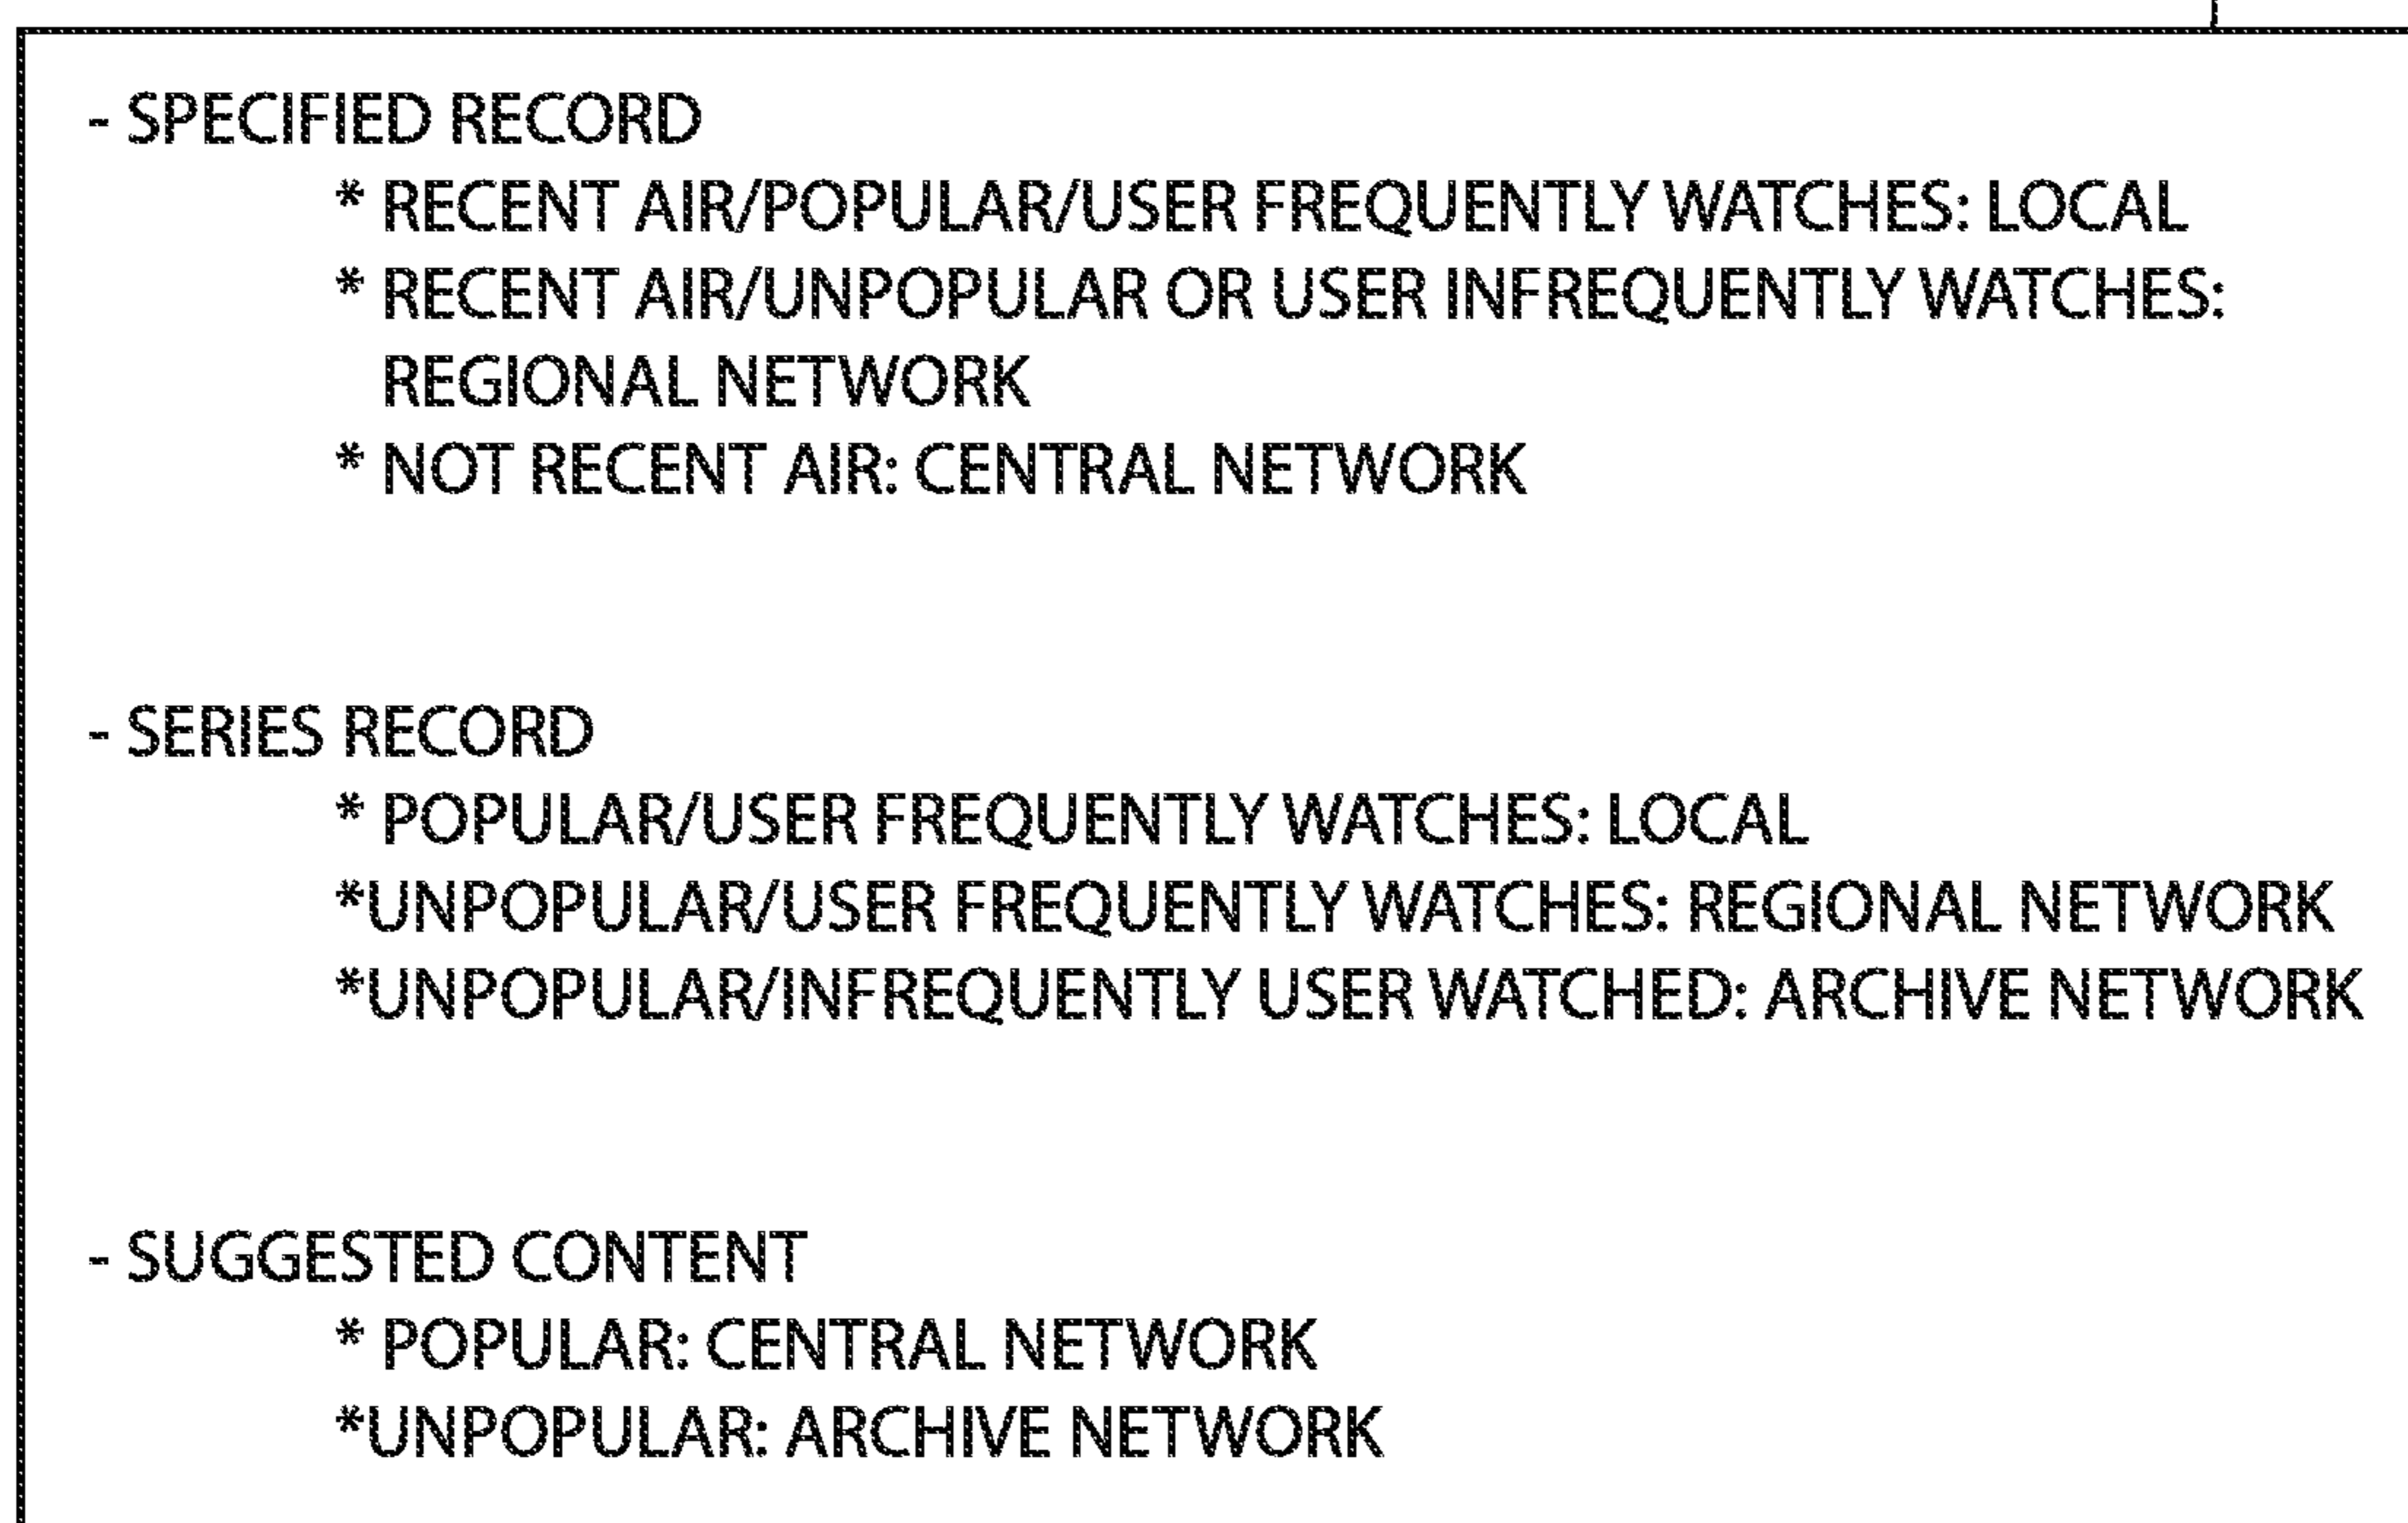 - SPECIFIED RECORD
* RECENT AIR/POPULAR/USER FREQUENTLY WATCHES: LOCAL
* RECENT AIR/UNPOPULAR OR USER INFREQUENTLY WATCHES:
REGIONAL NETWORK
* NOT RECENT AIR: CENTRAL NETWORK
- SERIES RECORD
* POPULAR/USER FREQUENTLY WATCHES: LOCAL
*UNPOPULAR/USER FREQUENTLY WATCHES: REGIONAL NETWORK
*UNPOPULAR/INFREQUENTLY USER WATCHED: ARCHIVE NETWORK
- SUGGESTED CONTENT
* POPULAR: CENTRAL NETWORK
*UNPOPULAR: ARCHIVE NETWORK